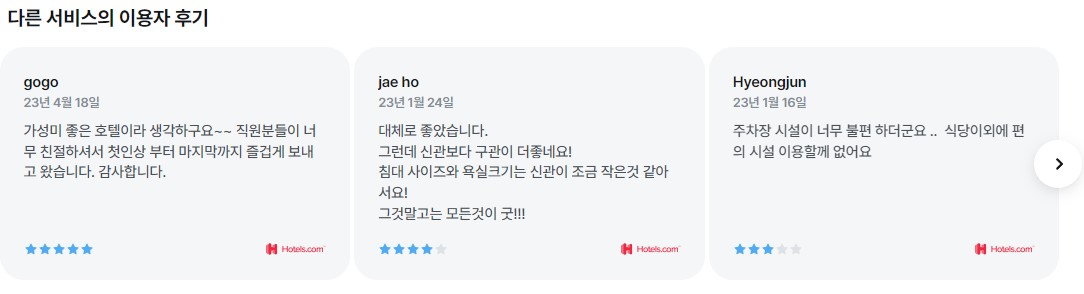 다른 서비스의 이용자 후기
gogo
23년 4월 18일
가성미 좋은 호텔이라 생각하구요~~ 직원분들이 너
무 친절하셔서 첫인상 부터 마지막까지 즐겁게 보내
고 왔습니다. 감사합니다.
Hotels.com
jae ho
23년 1월 24일
대체로 좋았습니다.
그런데 신관보다 구관이 더좋네요!
침대 사이즈와 욕실크기는 신관이 조금 작은것 같아
서요!
그것말고는 모든것이 굿!!!
Hotels.com
Hyeongjun
23년 1월 16일
주차장 시설이 너무 불편 하더군요 .. 식당이외에 편
의 시설 이용할께 없어요
Hotels.com